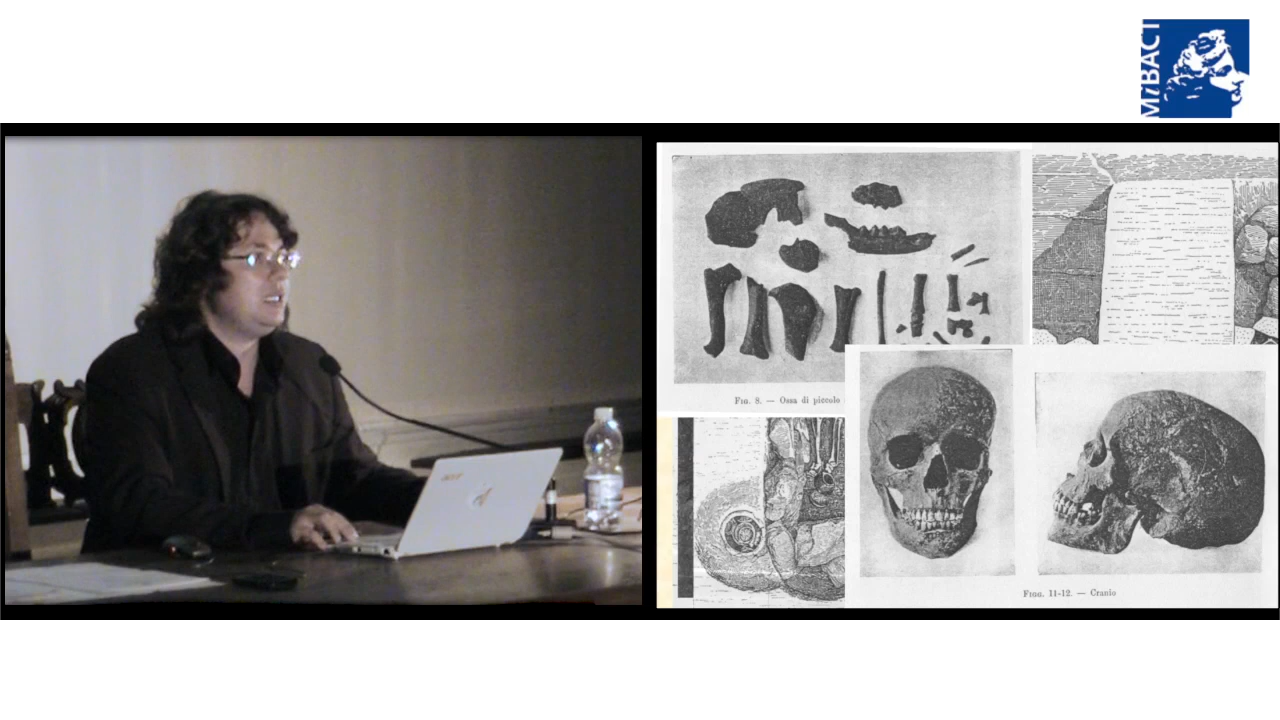 MiBACT
acer
FIG. 8. — Ossa di piccolo
FIGG. 11-12. — Cranio